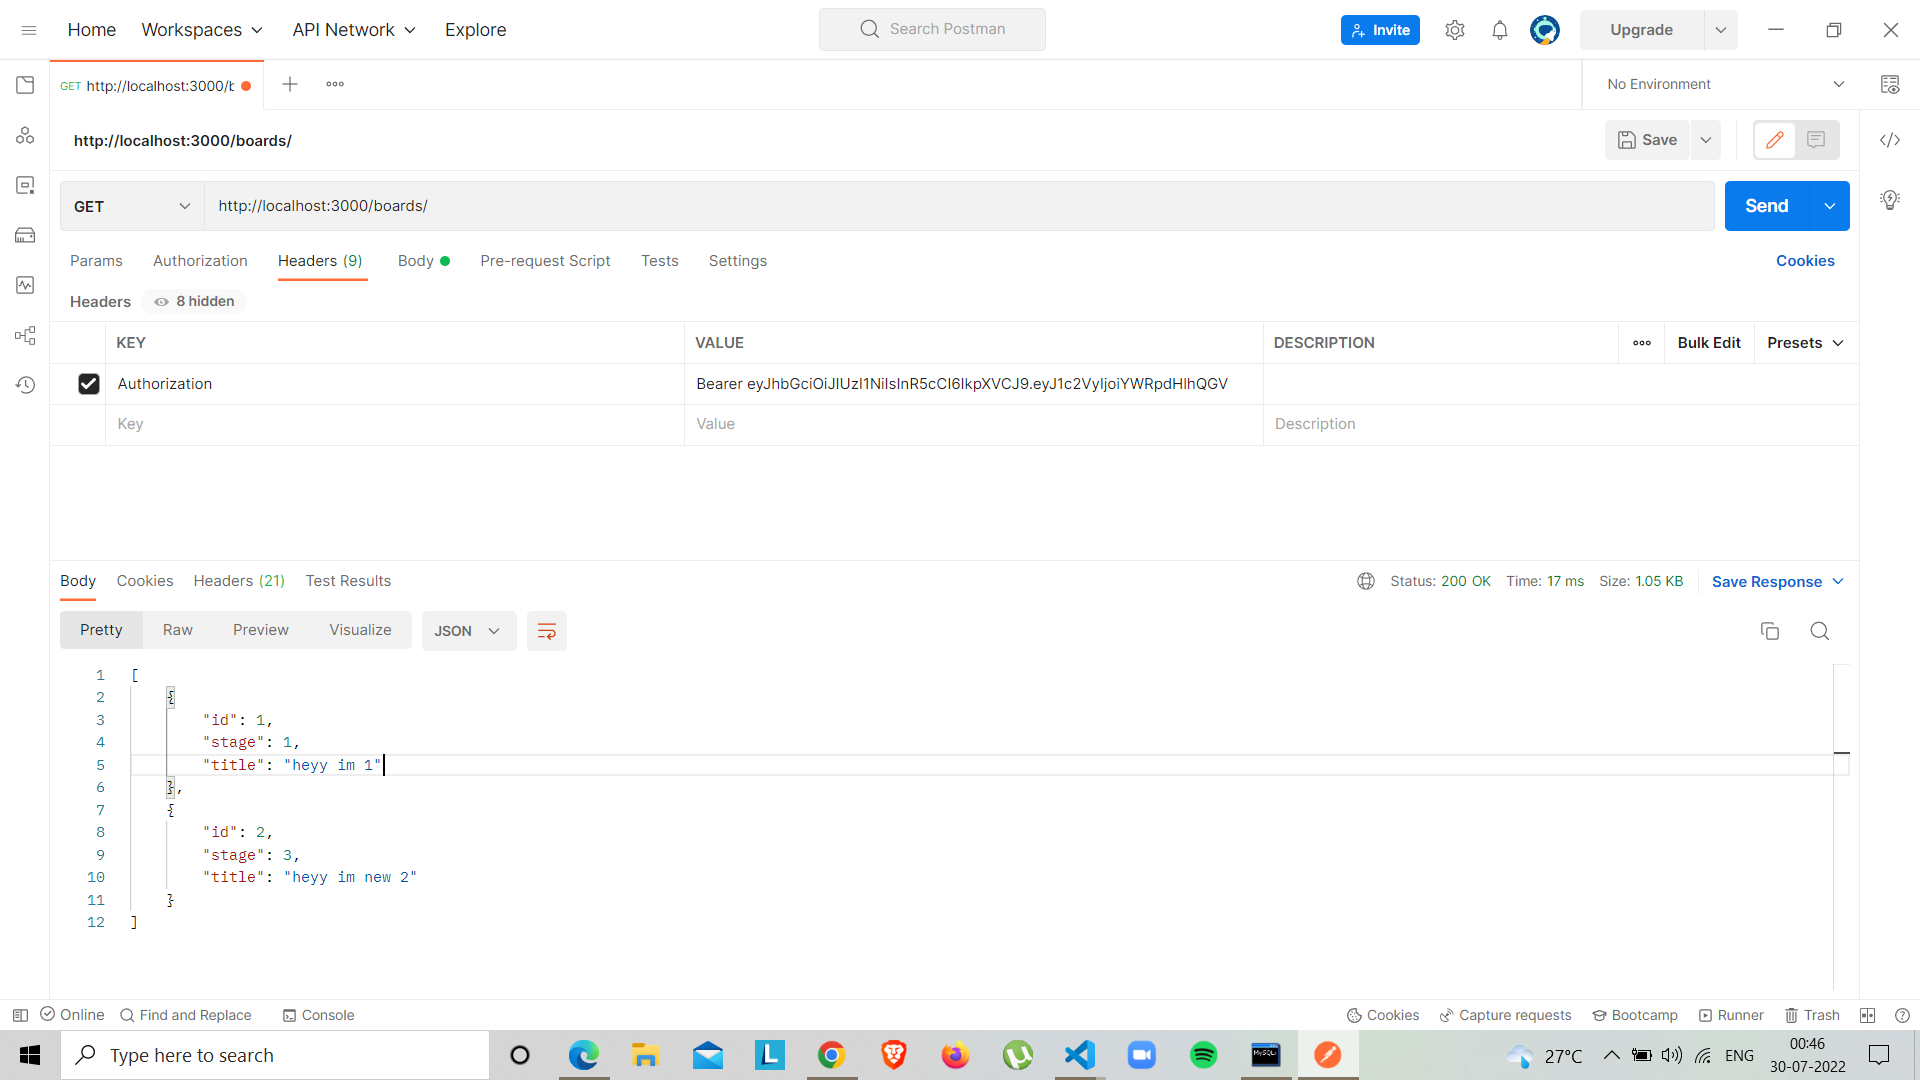 Home Workspaces API Network Explore Search Postman Invite Upgrade
GET http://localhost:3000/b No Environment
http://localhost:3000/boards/ Save
GET http://localhost:3000/boards/ Send
Params Authorization Headers (9) Body Pre-request Script Tests Settings Cookies
Headers 8 hidden
KEY VALUE DESCRIPTION Bulk Edit Presets
Authorization Bearer eyJhbGciOiJIUzI1NiIsInR5cCI6IkpXVCJ9.eyJ1c2VyIjoiYWRpdHlhQGV
Key Value Description
Body Cookies Headers (21) Test Results Status: 200 OK Time: 17 ms Size: 1.05 KB Save Response
Pretty Raw Preview Visualize JSON
1 [
2 {
3 "id": 1,
4 "stage": 1,
5 "title": "heyy im 1"
6 },
7 {
8 "id": 2,
9 "stage": 3,
10 "title": "heyy im new 2"
11 }
12 ]
Online Find and Replace Console Cookies Capture requests Bootcamp Runner Trash
Type here to search L MySQL 27°C ENG 00:46
30-07-2022